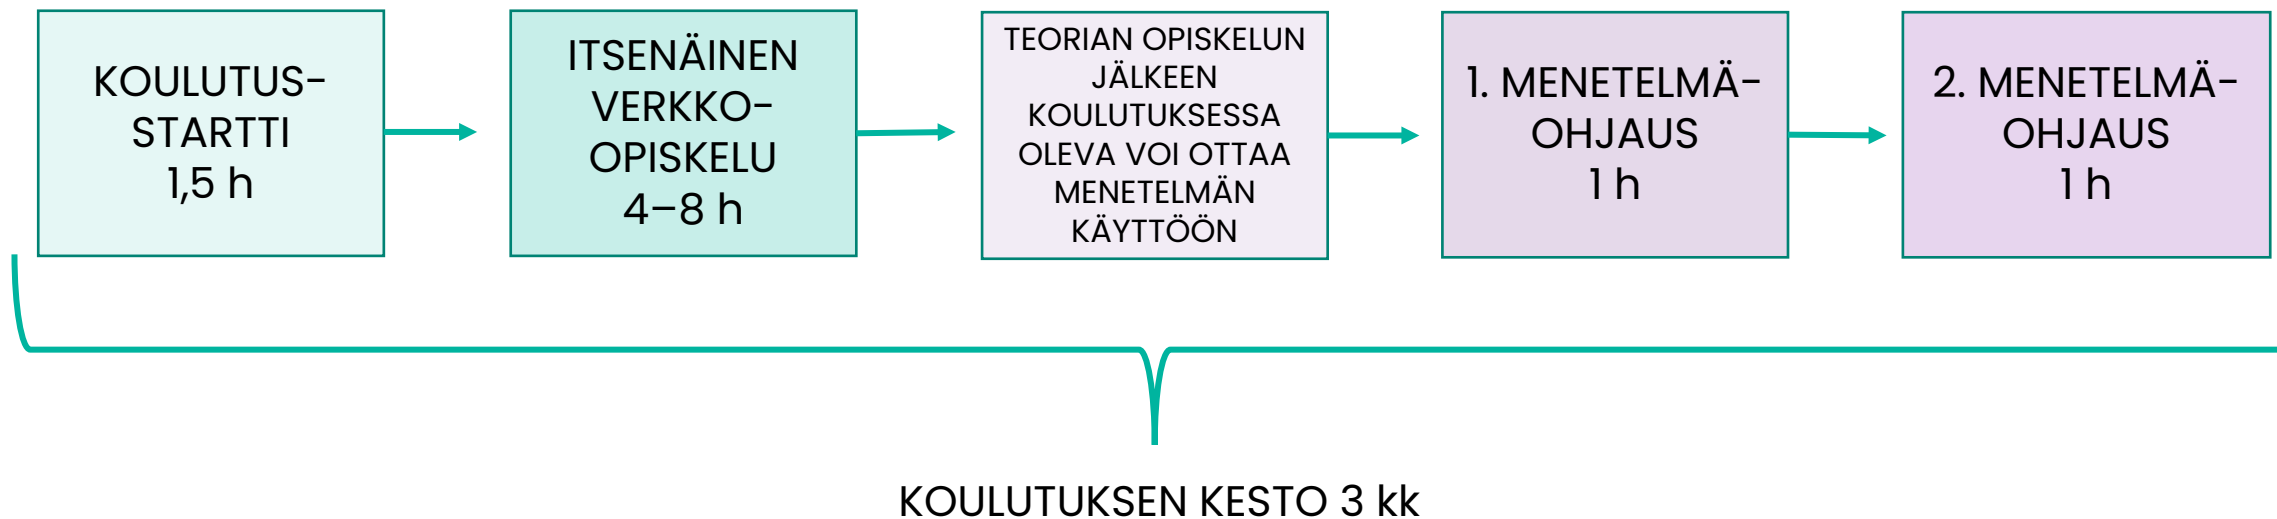 KOULUTUS-
STARTTI
1,5 h
ITSENÄINEN
VERKKO-
OPISKELU
4–8 h
TEORIAN OPISKELUN
JÄLKEEN
KOULUTUKSESSA
OLEVA VOI OTTAA
MENETELMÄN
KÄYTTÖÖN
1. MENETELMÄ-
OHJAUS
1 h
2. MENETELMÄ-
OHJAUS
1 h
KOULUTUKSEN KESTO 3 kk